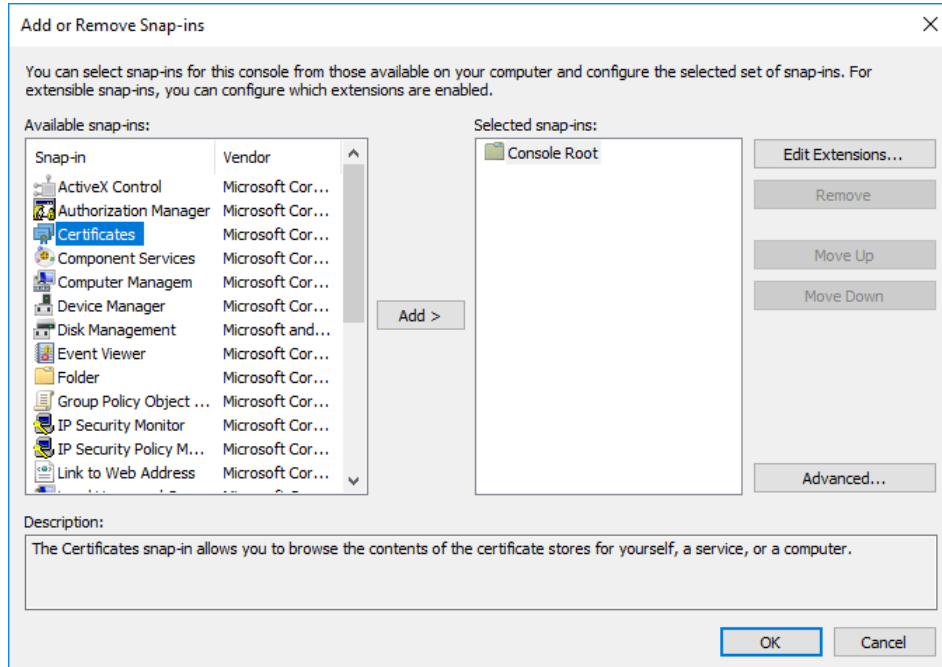 Add or Remove Snap-ins
You can select snap-ins for this console from those available on your computer and configure the selected set of snap-ins. For
extensible snap-ins, you can configure which extensions are enabled.
Available snap-ins:
Snap-in Vendor
ActiveX Control Microsoft Cor...
Authorization Manager Microsoft Cor...
Certificates Microsoft Cor...
Component Services Microsoft Cor...
Computer Managem Microsoft Cor...
Device Manager Microsoft Cor...
Disk Management Microsoft and...
Event Viewer Microsoft Cor...
Folder Microsoft Cor...
Group Policy Object ... Microsoft Cor...
IP Security Monitor Microsoft Cor...
IP Security Policy M... Microsoft Cor...
Link to Web Address Microsoft Cor...
Add >
Selected snap-ins:
Console Root
Edit Extensions...
Remove
Move Up
Move Down
Advanced...
Description:
The Certificates snap-in allows you to browse the contents of the certificate stores for yourself, a service, or a computer.
OK
Cancel